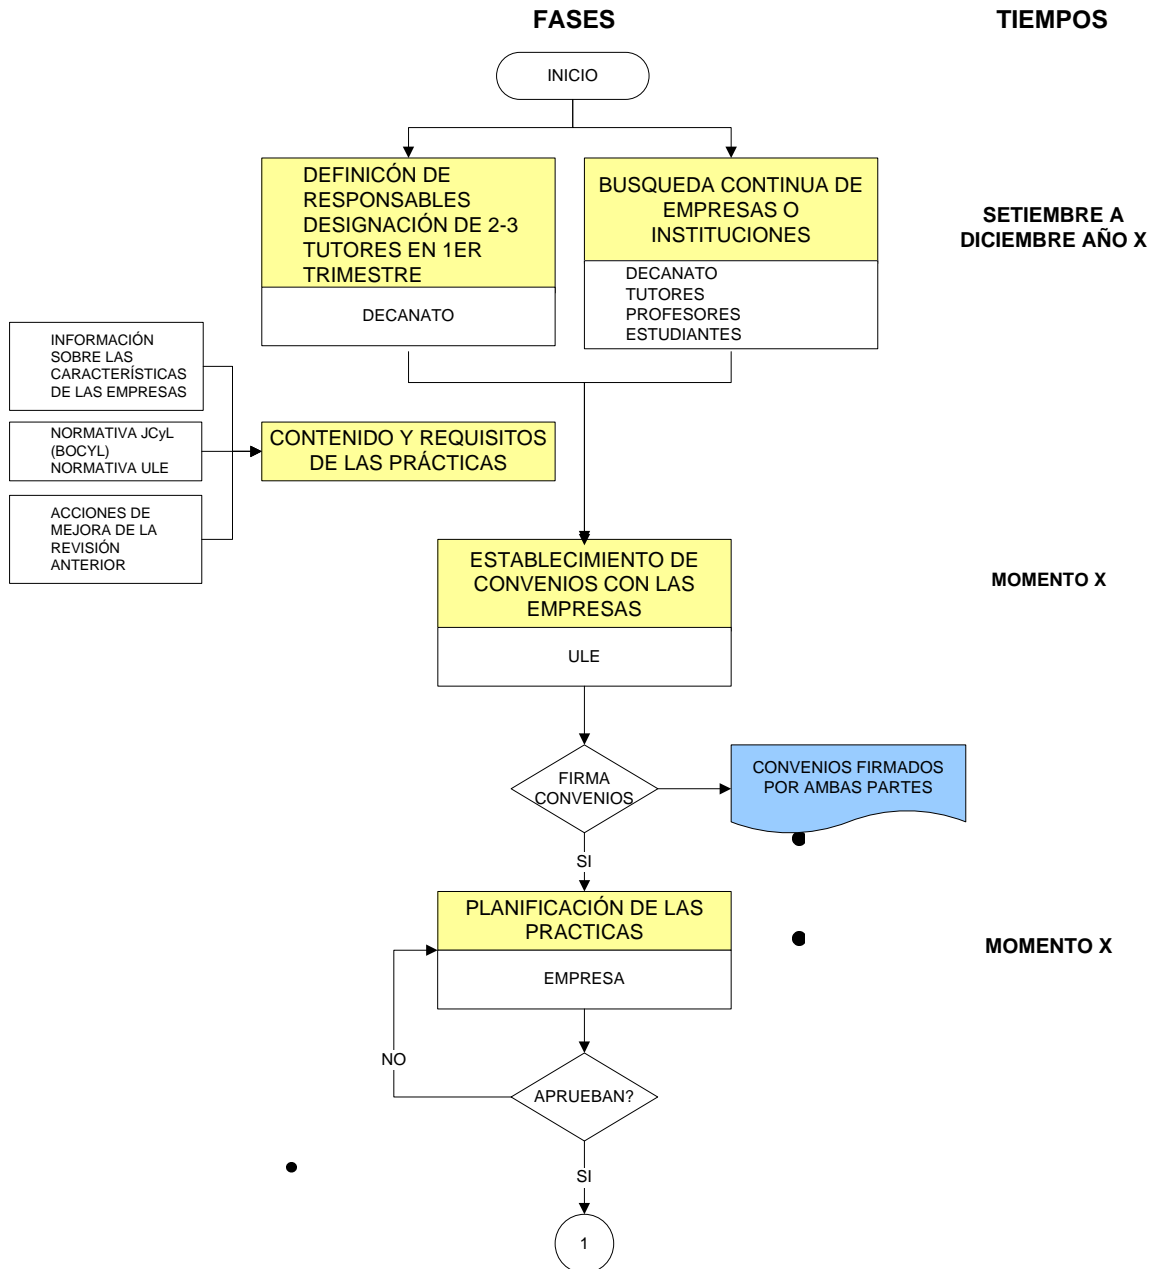 FASES
TIEMPOS
INICIO
DEFINICÓN DE
RESPONSABLES
DESIGNACIÓN DE 2-3
TUTORES EN 1ER
TRIMESTRE
DECANATO
BUSQUEDA CONTINUA DE
EMPRESAS O
INSTITUCIONES
DECANATO
TUTORES
PROFESORES
ESTUDIANTES
SETIEMBRE A
DICIEMBRE AÑO X
INFORMACIÓN
SOBRE LAS
CARACTERÍSTICAS
DE LAS EMPRESAS
NORMATIVA JCyL
(BOCYL)
NORMATIVA ULE
ACCIONES DE
MEJORA DE LA
REVISIÓN
ANTERIOR
CONTENIDO Y REQUISITOS
DE LAS PRÁCTICAS
ESTABLECIMIENTO DE
CONVENIOS CON LAS
EMPRESAS
ULE
MOMENTO X
FIRMA
CONVENIOS
CONVENIOS FIRMADOS
POR AMBAS PARTES
SI
PLANIFICACIÓN DE LAS
PRACTICAS
EMPRESA
MOMENTO X
NO
APRUEBAN?
SI
1